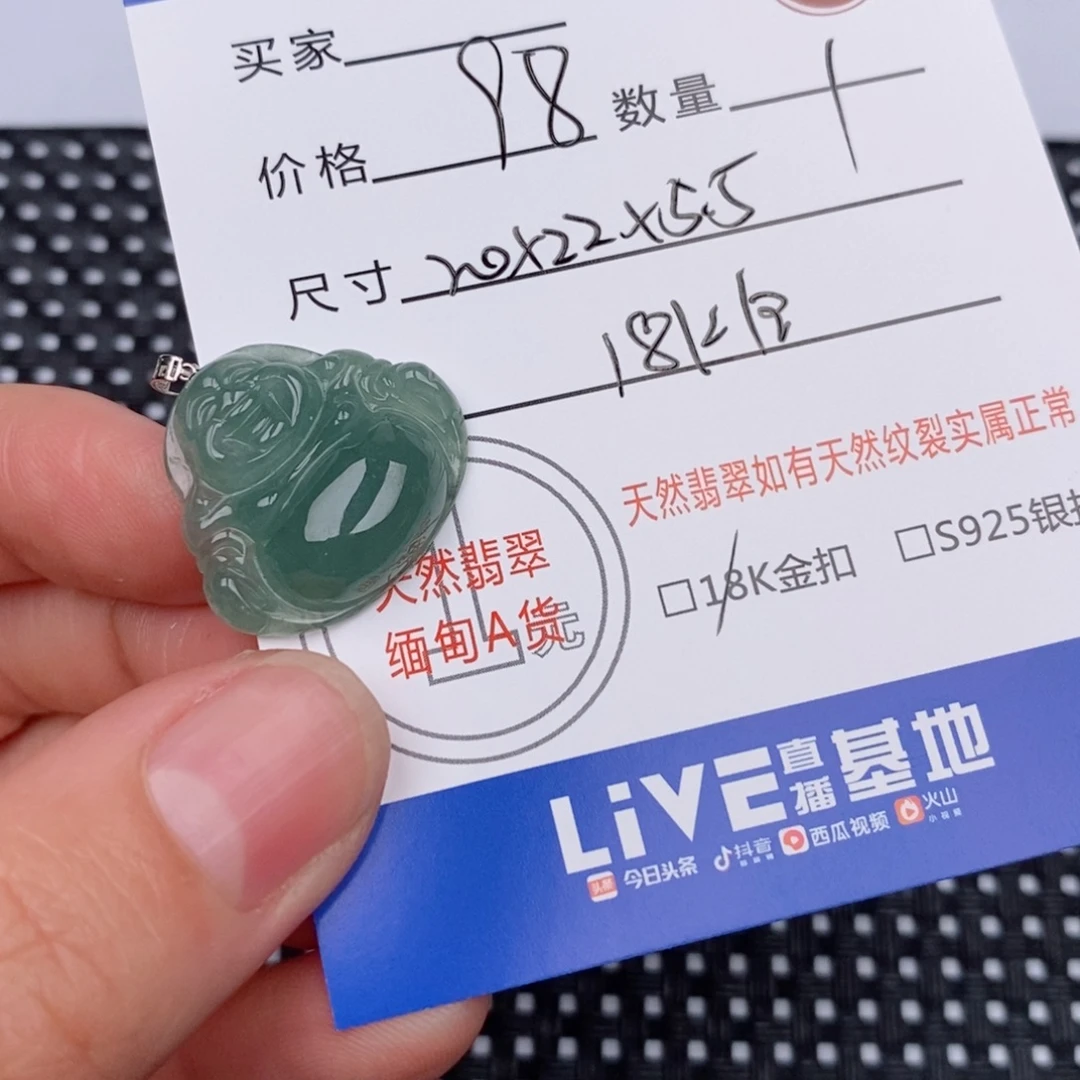 买家
价格 98 数量 1
尺寸 20X22X5.5
18K金
天然翡翠如有天然纹裂实属正常
□18K金扣 □S925银扣
天然翡翠
缅甸A货
LiVE直播基地
头条 今日头条 抖音 西瓜视频 火山